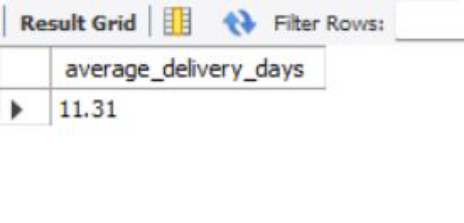 Result Grid Filter Rows:
average_delivery_days
11.31